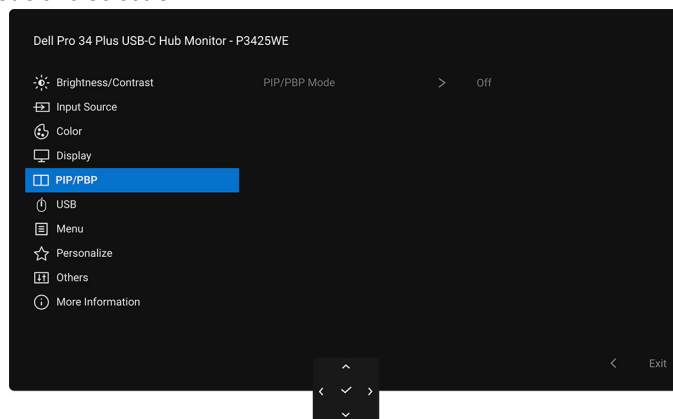 Dell Pro 34 Plus USB-C Hub Monitor - P3425WE
Brightness/Contrast PIP/PBP Mode > Off
Input Source
Color
Display
PIP/PBP
USB
Menu
Personalize
Others
More Information
Exit